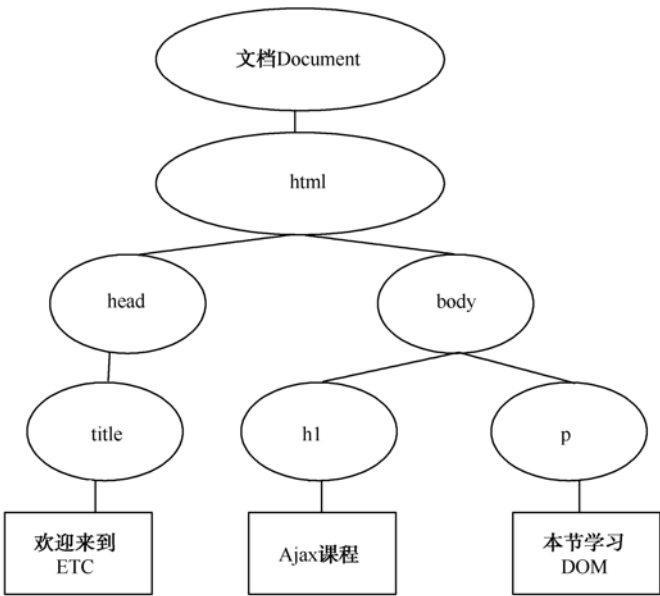 文档Document
html
head
body
title
h1
p
欢迎来到
ETC
Ajax课程
本节学习
DOM